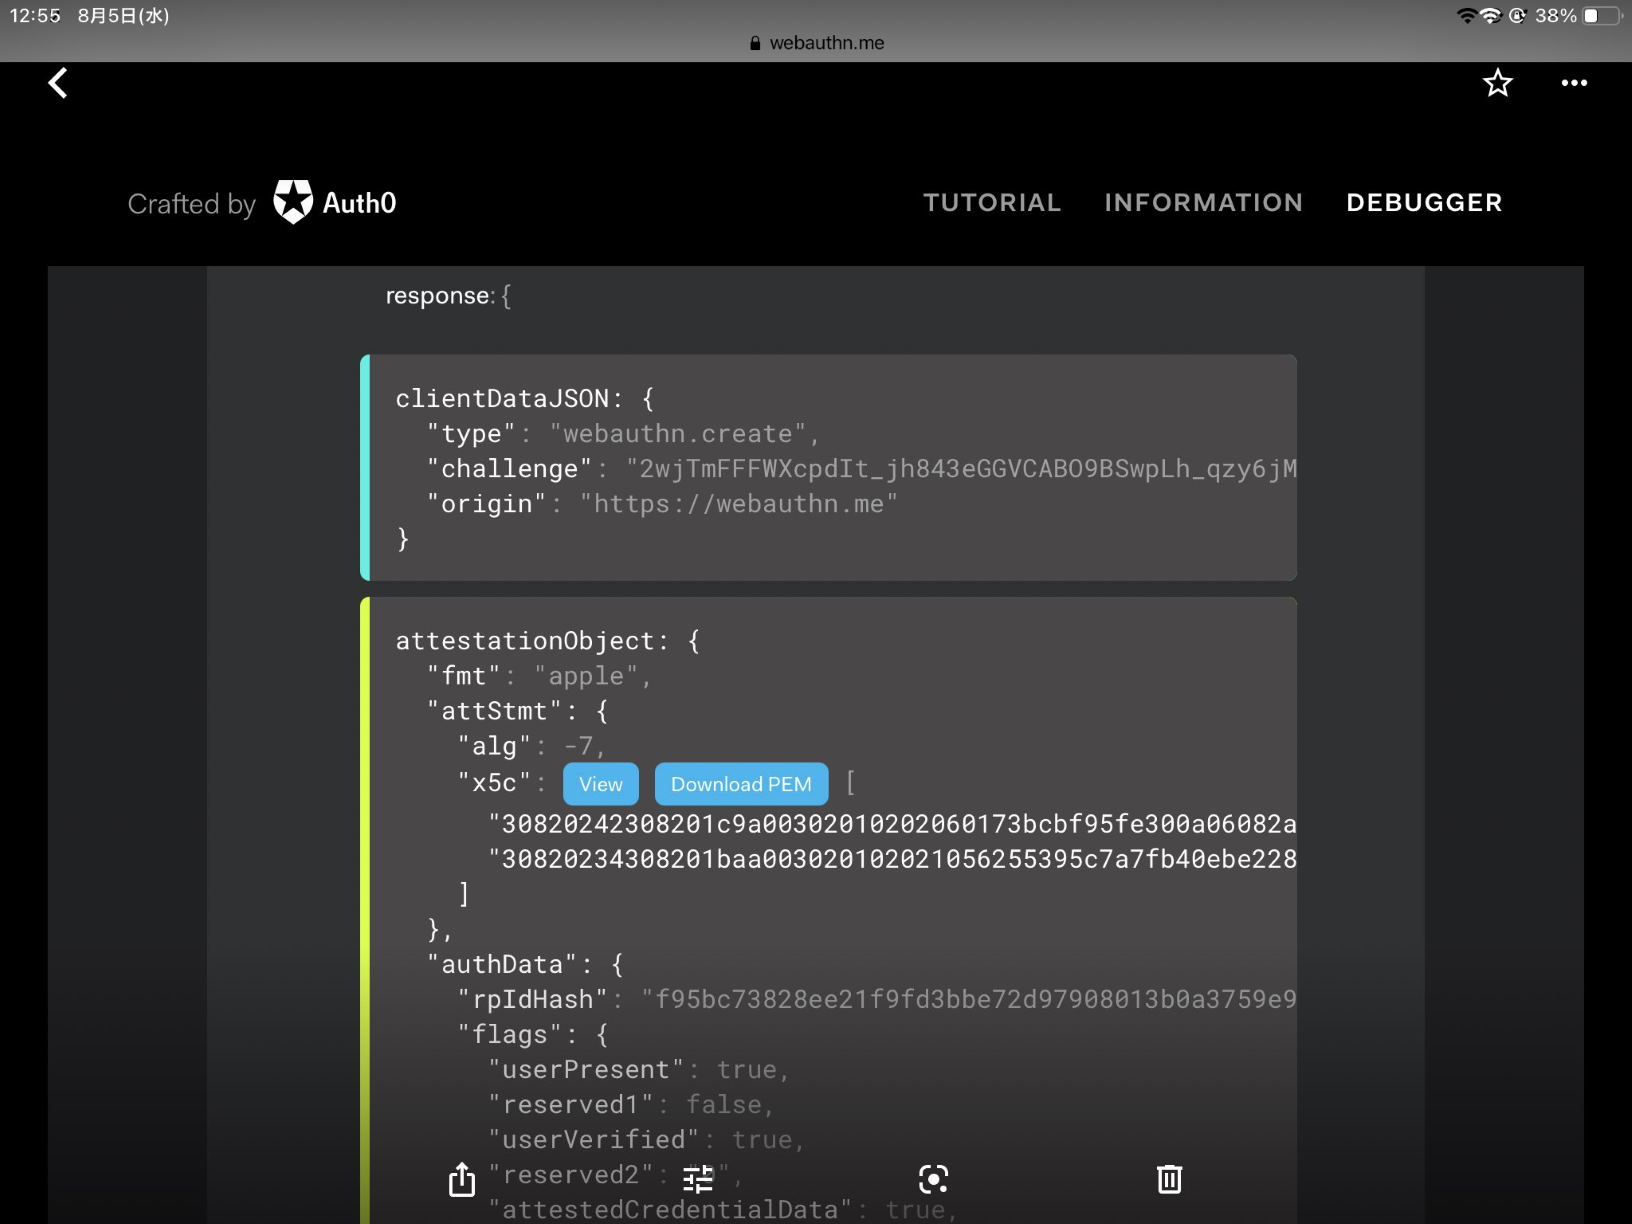 12:55 8月5日(水)
38%
webauthn.me
Crafted by Auth0
TUTORIAL INFORMATION DEBUGGER
response: {
clientDataJSON: {
"type": "webauthn.create",
"challenge": "2wjTmFFFWXcpdIt_jh843eGGVCABO9BSwpLh_qzy6jM
"origin": "https://webauthn.me"
}
attestationObject: {
"fmt": "apple",
"attStmt": {
"alg": -7,
"x5c": View Download PEM [
"30820242308201c9a00302010202060173bcbf95fe300a06082a
"30820234308201baa003020102021056255395c7a7fb40ebe228
]
},
"authData": {
"rpIdHash": "f95bc73828ee21f9fd3bbe72d97908013b0a3759e9
"flags": {
"userPresent": true,
"reserved1": false,
"userVerified": true,
"reserved2": "0",
"attestedCredentialData": true,